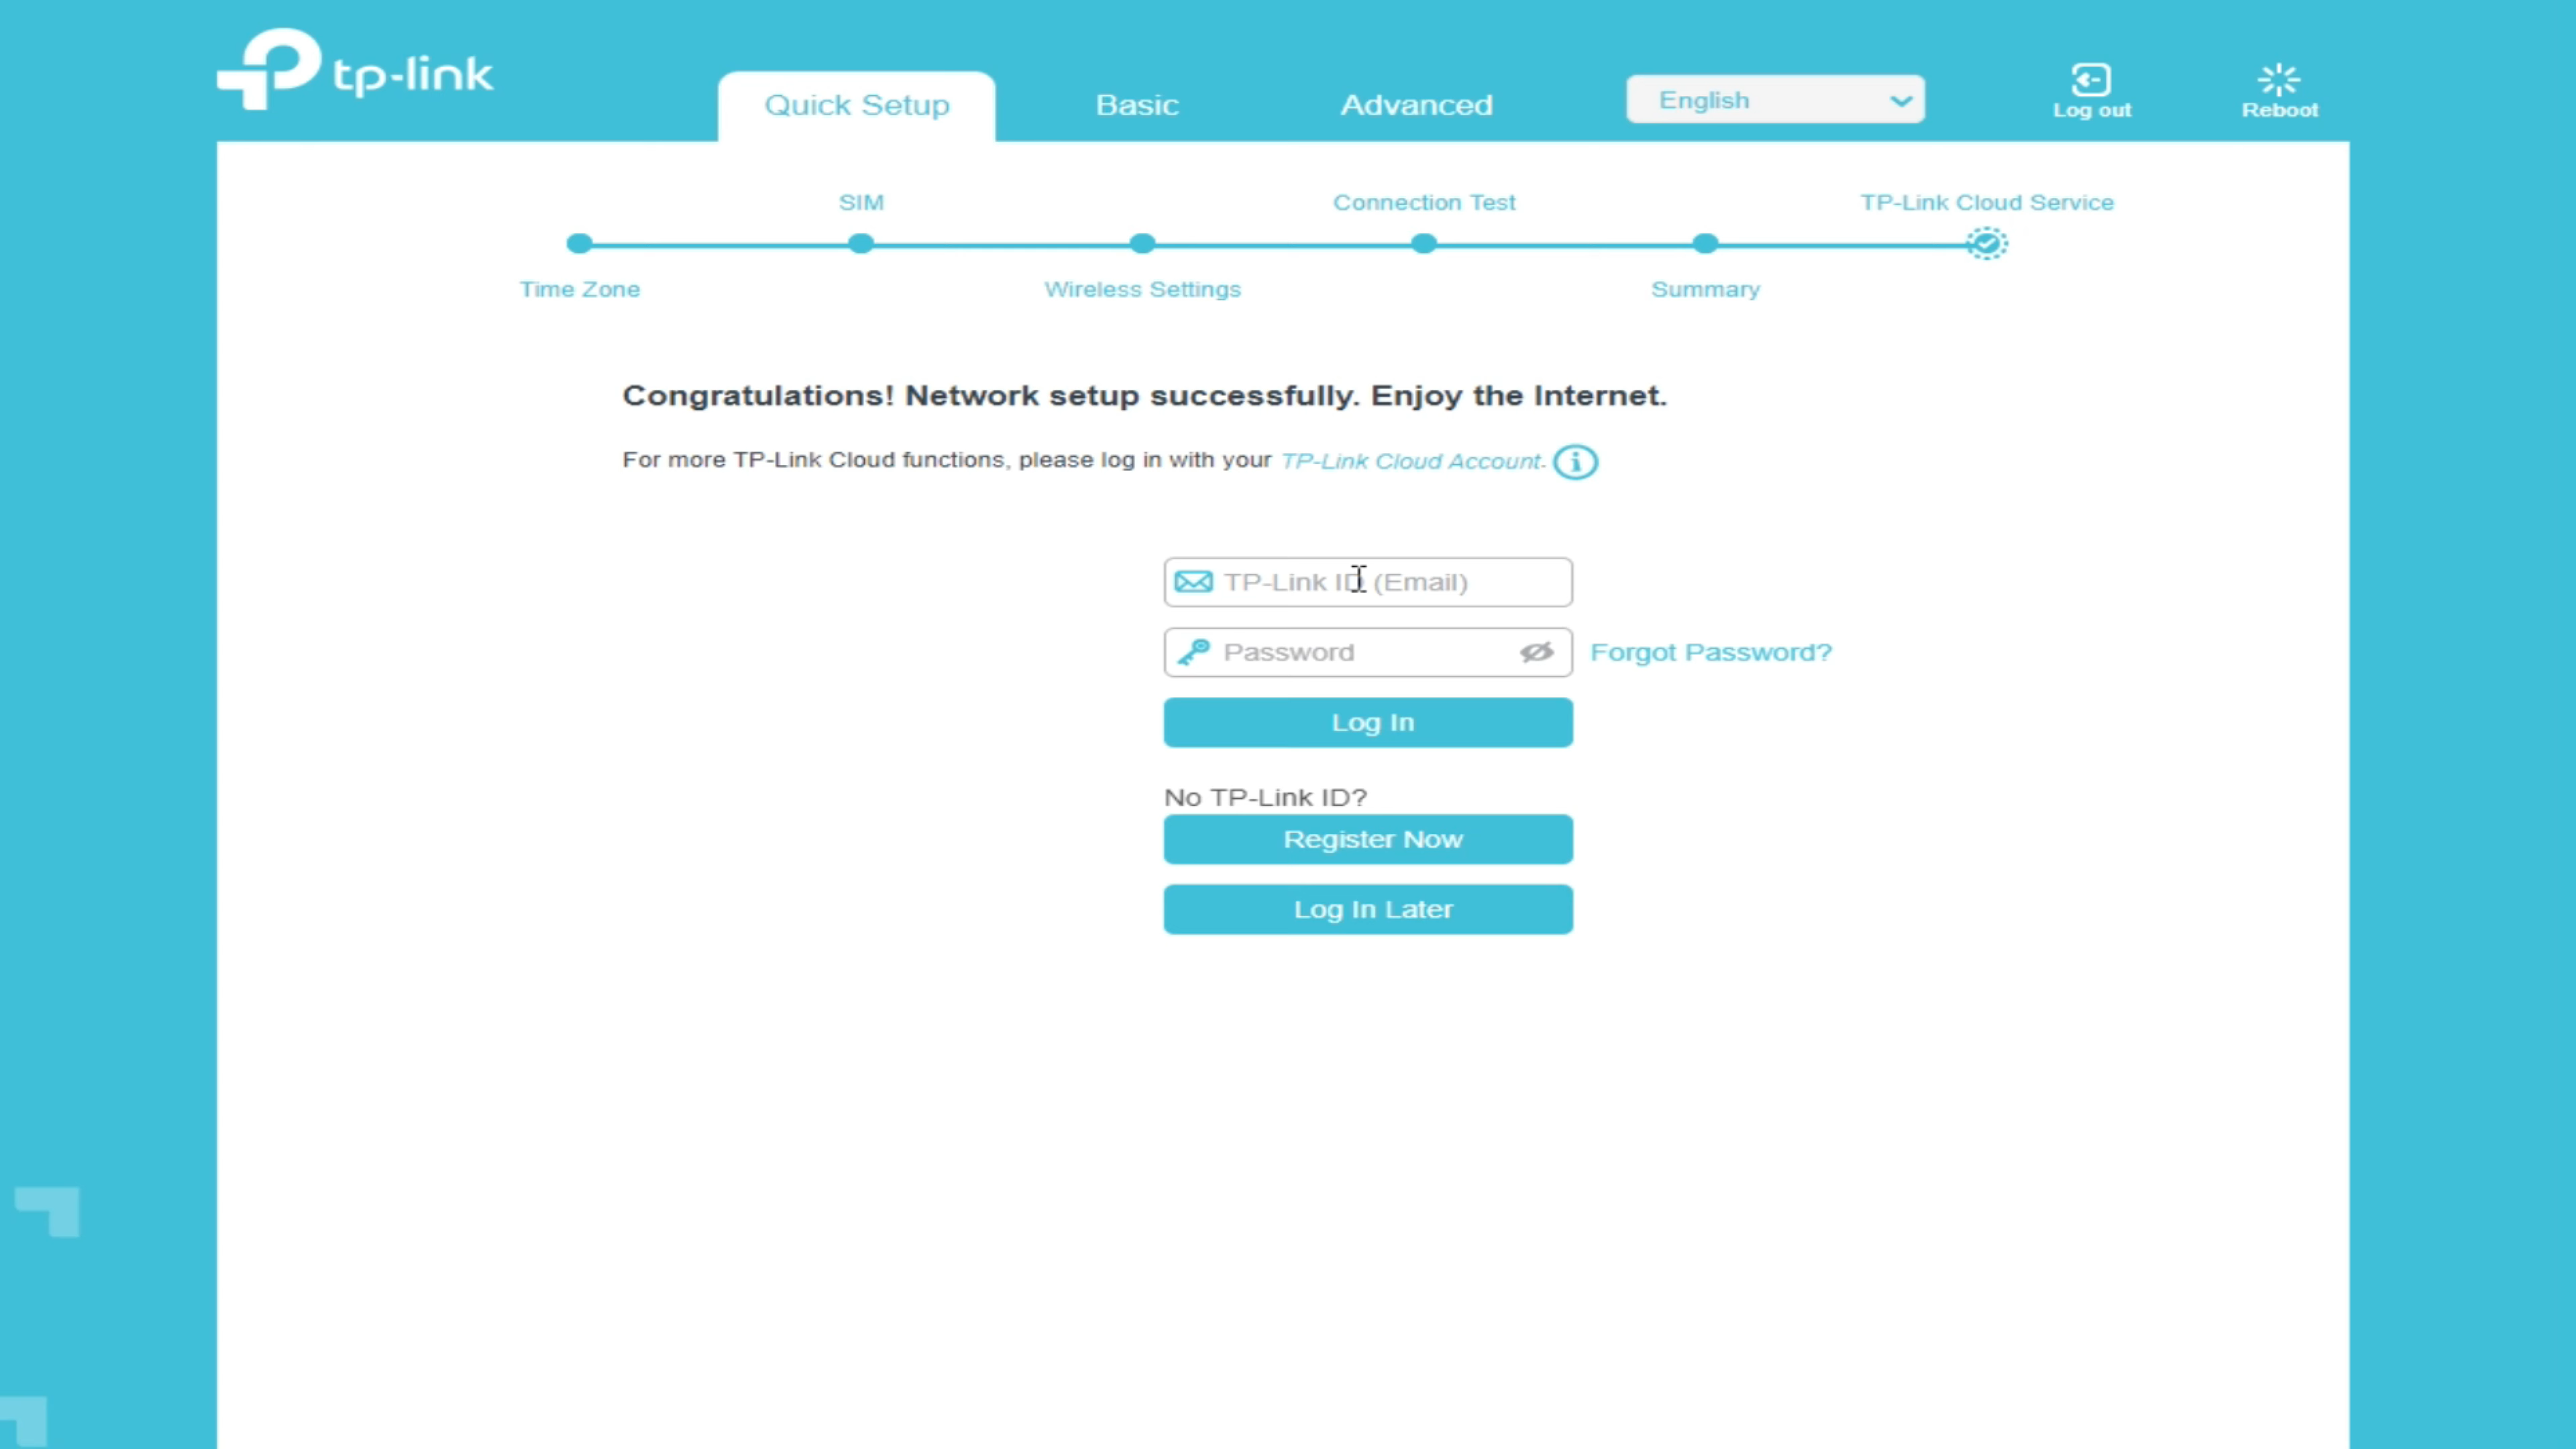 tp-link
Quick Setup
Basic
Advanced
English
Log out
Reboot
SIM
Connection Test
TP-Link Cloud Service
Time Zone
Wireless Settings
Summary
Congratulations! Network setup successfully. Enjoy the Internet.
For more TP-Link Cloud functions, please log in with your TP-Link Cloud Account.
TP-Link ID (Email)
Password
Forgot Password?
Log In
No TP-Link ID?
Register Now
Log In Later